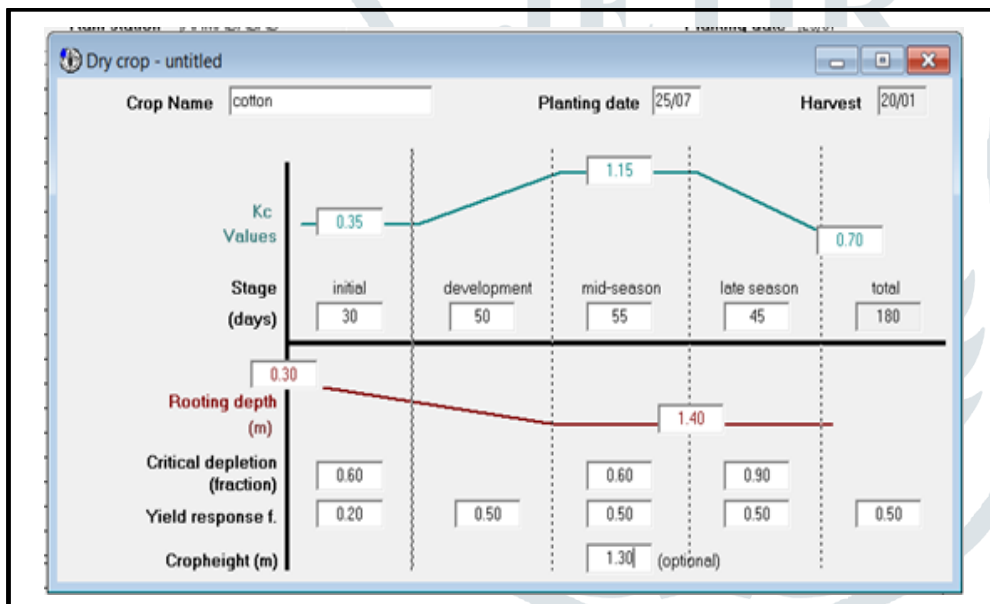 Dry crop - untitled
Crop Name cotton Planting date 25/07 Harvest 20/01
1.15
Kc 0.35
Values 0.70
Stage initial development mid-season late season total
(days) 30 50 55 45 180
0.30
Rooting depth 1.40
(m)
Critical depletion
(fraction) 0.60 0.60 0.90
Yield response f. 0.20 0.50 0.50 0.50 0.50
Cropheight (m) 1.30 (optional)